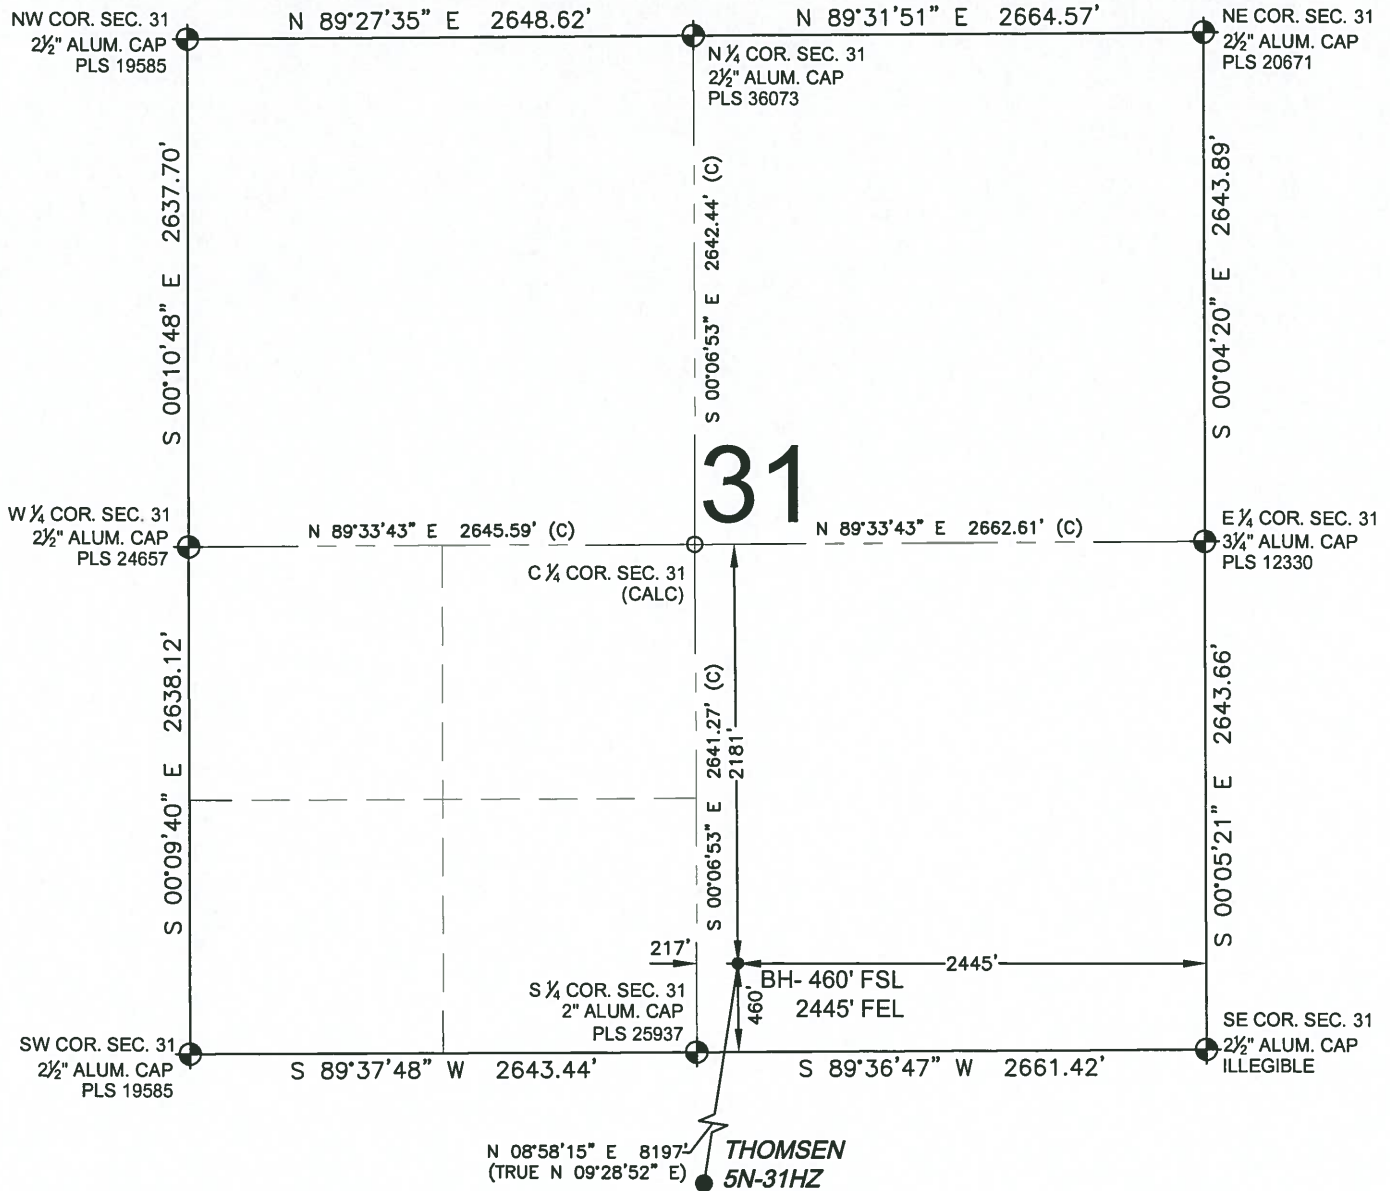 NW COR. SEC. 31
2½" ALUM. CAP
PLS 19585
N 89°27'35" E 2648.62'
N ¼ COR. SEC. 31
2½" ALUM. CAP
PLS 36073
N 89°31'51" E 2664.57'
NE COR. SEC. 31
2½" ALUM. CAP
PLS 20671
S 00°10'48" E 2637.70'
S 00°06'53" E 2642.44' (C)
S 00°04'20" E 2643.89'
31
W ¼ COR. SEC. 31
2½" ALUM. CAP
PLS 24657
N 89°33'43" E 2645.59' (C)
C ¼ COR. SEC. 31
(CALC)
N 89°33'43" E 2662.61' (C)
E ¼ COR. SEC. 31
3¼" ALUM. CAP
PLS 12330
S 00°09'40" E 2638.12'
S 00°06'53" E 2641.27' (C)
2181'
S 00°05'21" E 2643.66'
217'
2445'
BH- 460' FSL
2445' FEL
460'
S ¼ COR. SEC. 31
2" ALUM. CAP
PLS 25937
SW COR. SEC. 31
2½" ALUM. CAP
PLS 19585
S 89°37'48" W 2643.44'
S 89°36'47" W 2661.42'
SE COR. SEC. 31
2½" ALUM. CAP
ILLEGIBLE
N 08°58'15" E 8197'
(TRUE N 09°28'52" E)
THOMSEN
5N-31HZ